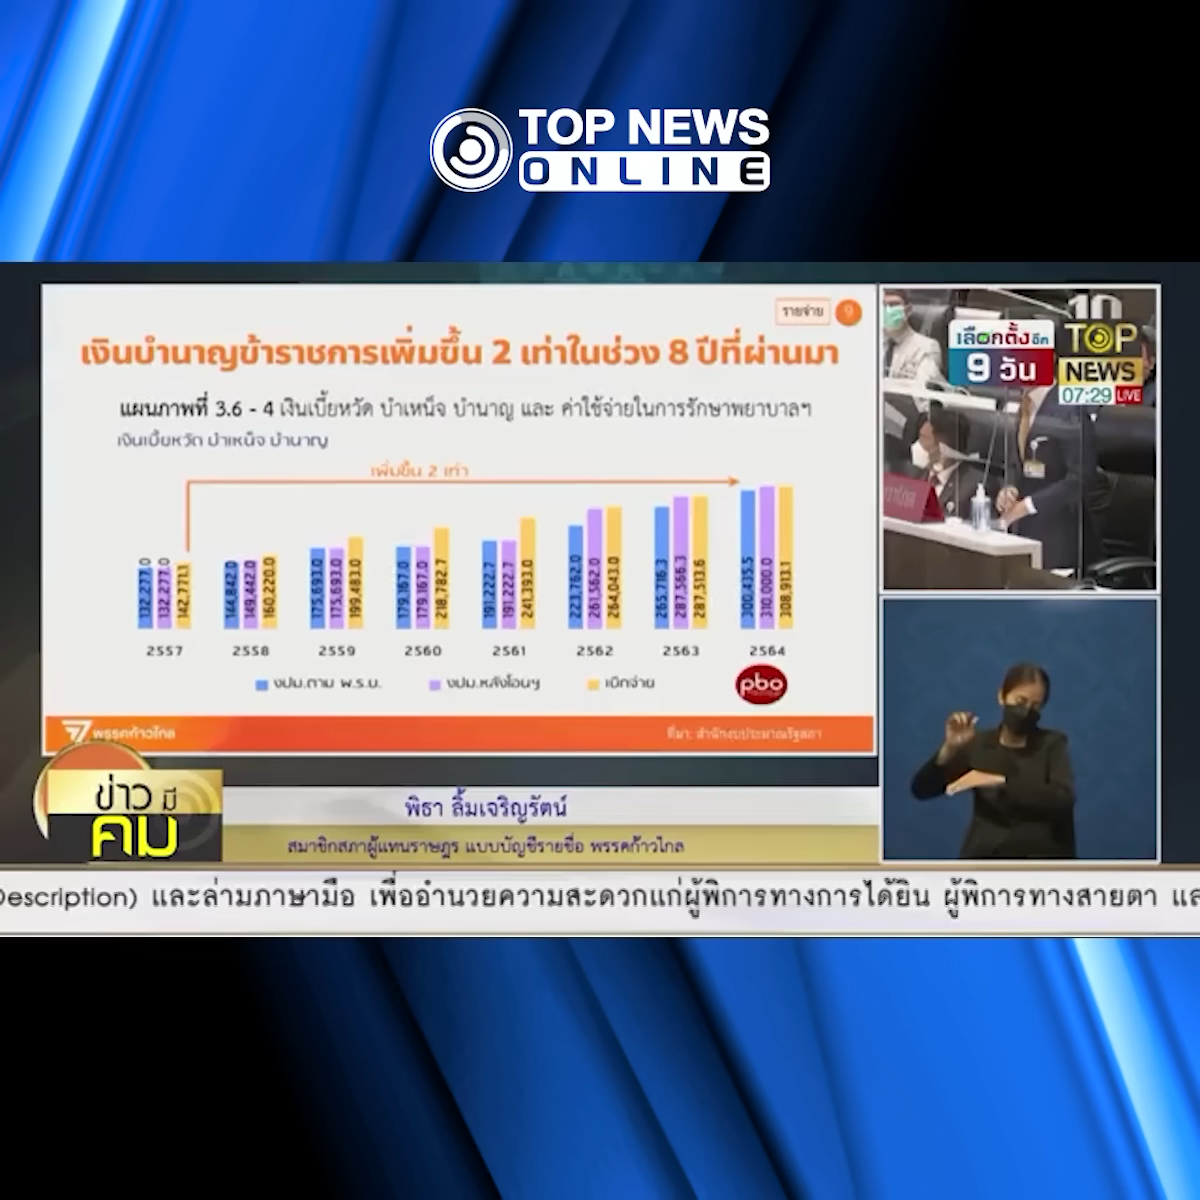 TOP NEWS
ONLINE
รายจ่าย 9
เงินบำนาญข้าราชการเพิ่มขึ้น 2 เท่าในช่วง 8 ปีที่ผ่านมา
แผนภาพที่ 3.6 - 4 เงินเบี้ยหวัด บำเหน็จ บำนาญ และ ค่าใช้จ่ายในการรักษาพยาบาลฯ
เงินเบี้ยหวัด บำเหน็จ บำนาญ
เพิ่มขึ้น 2 เท่า
132,277.0 132,277.0 142,771.1
144,842.0 149,442.0 160,220.0
175,693.0 175,693.0 199,483.0
179,167.0 179,167.0 218,782.7
191,222.7 191,222.7 241,393.0
223,762.0 261,562.0 264,043.0
265,716.3 287,566.3 287,513.6
300,435.5 310,000.0 308,913.1
2557 2558 2559 2560 2561 2562 2563 2564
งปม.ตาม พ.ร.บ. งปม.หลังโอนฯ เบิกจ่าย
pbo
พรรคก้าวไกล
ที่มา: สำนักงบประมาณรัฐสภา
เลือกตั้งอีก
9 วัน
TOP
NEWS
07:29 LIVE
ข่าวมี
คม
พิธา ลิ้มเจริญรัตน์
สมาชิกสภาผู้แทนราษฎร แบบบัญชีรายชื่อ พรรคก้าวไกล
Description) และล่ามภาษามือ เพื่ออำนวยความสะดวกแก่ผู้พิการทางการได้ยิน ผู้พิการทางสายตา แล